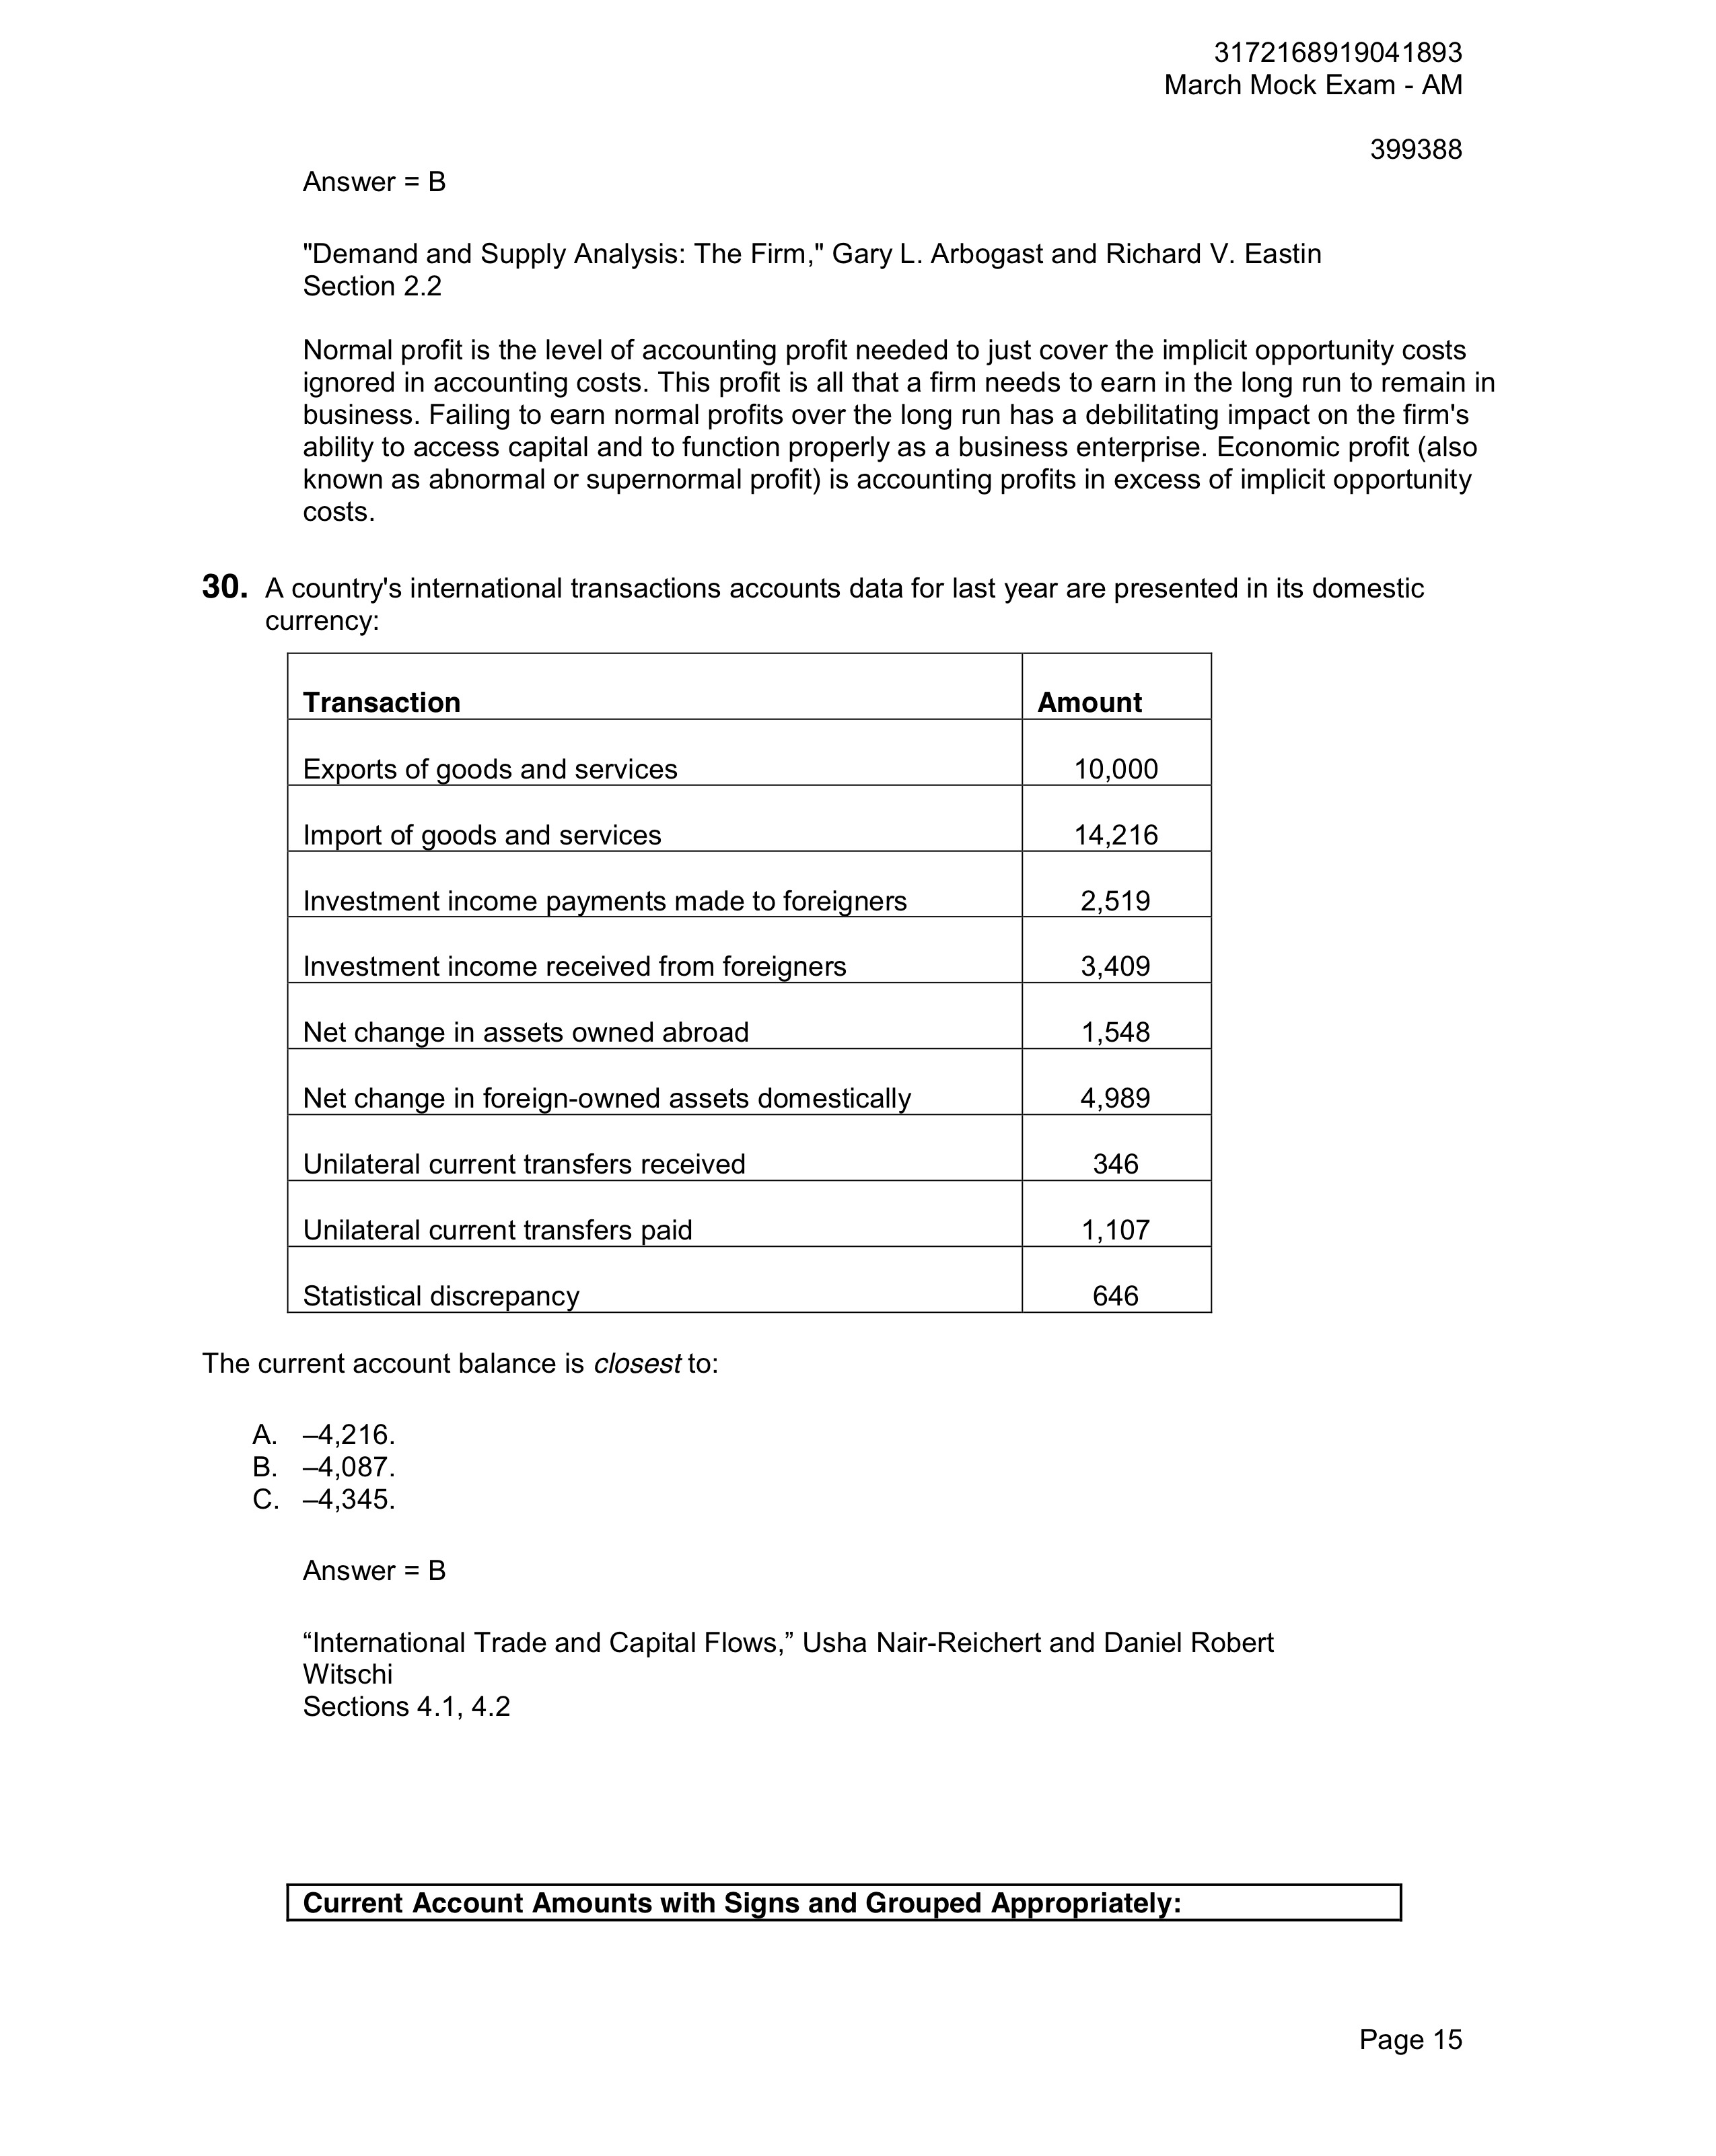 3172168919041893
March Mock Exam - AM
399388
Answer = B
"Demand and Supply Analysis: The Firm," Gary L. Arbogast and Richard V. Eastin
Section 2.2
Normal profit is the level of accounting profit needed to just cover the implicit opportunity costs
ignored in accounting costs. This profit is all that a firm needs to earn in the long run to remain in
business. Failing to earn normal profits over the long run has a debilitating impact on the firm's
ability to access capital and to function properly as a business enterprise. Economic profit (also
known as abnormal or supernormal profit) is accounting profits in excess of implicit opportunity
costs.
30. A country's international transactions accounts data for last year are presented in its domestic
currency:
Transaction Amount
Exports of goods and services 10,000
Import of goods and services 14,216
Investment income payments made to foreigners 2,519
Investment income received from foreigners 3,409
Net change in assets owned abroad 1,548
Net change in foreign-owned assets domestically 4,989
Unilateral current transfers received 346
Unilateral current transfers paid 1,107
Statistical discrepancy 646
The current account balance is closest to:
A. –4,216.
B. –4,087.
C. –4,345.
Answer = B
“International Trade and Capital Flows,” Usha Nair-Reichert and Daniel Robert
Witschi
Sections 4.1, 4.2
Current Account Amounts with Signs and Grouped Appropriately:
Page 15